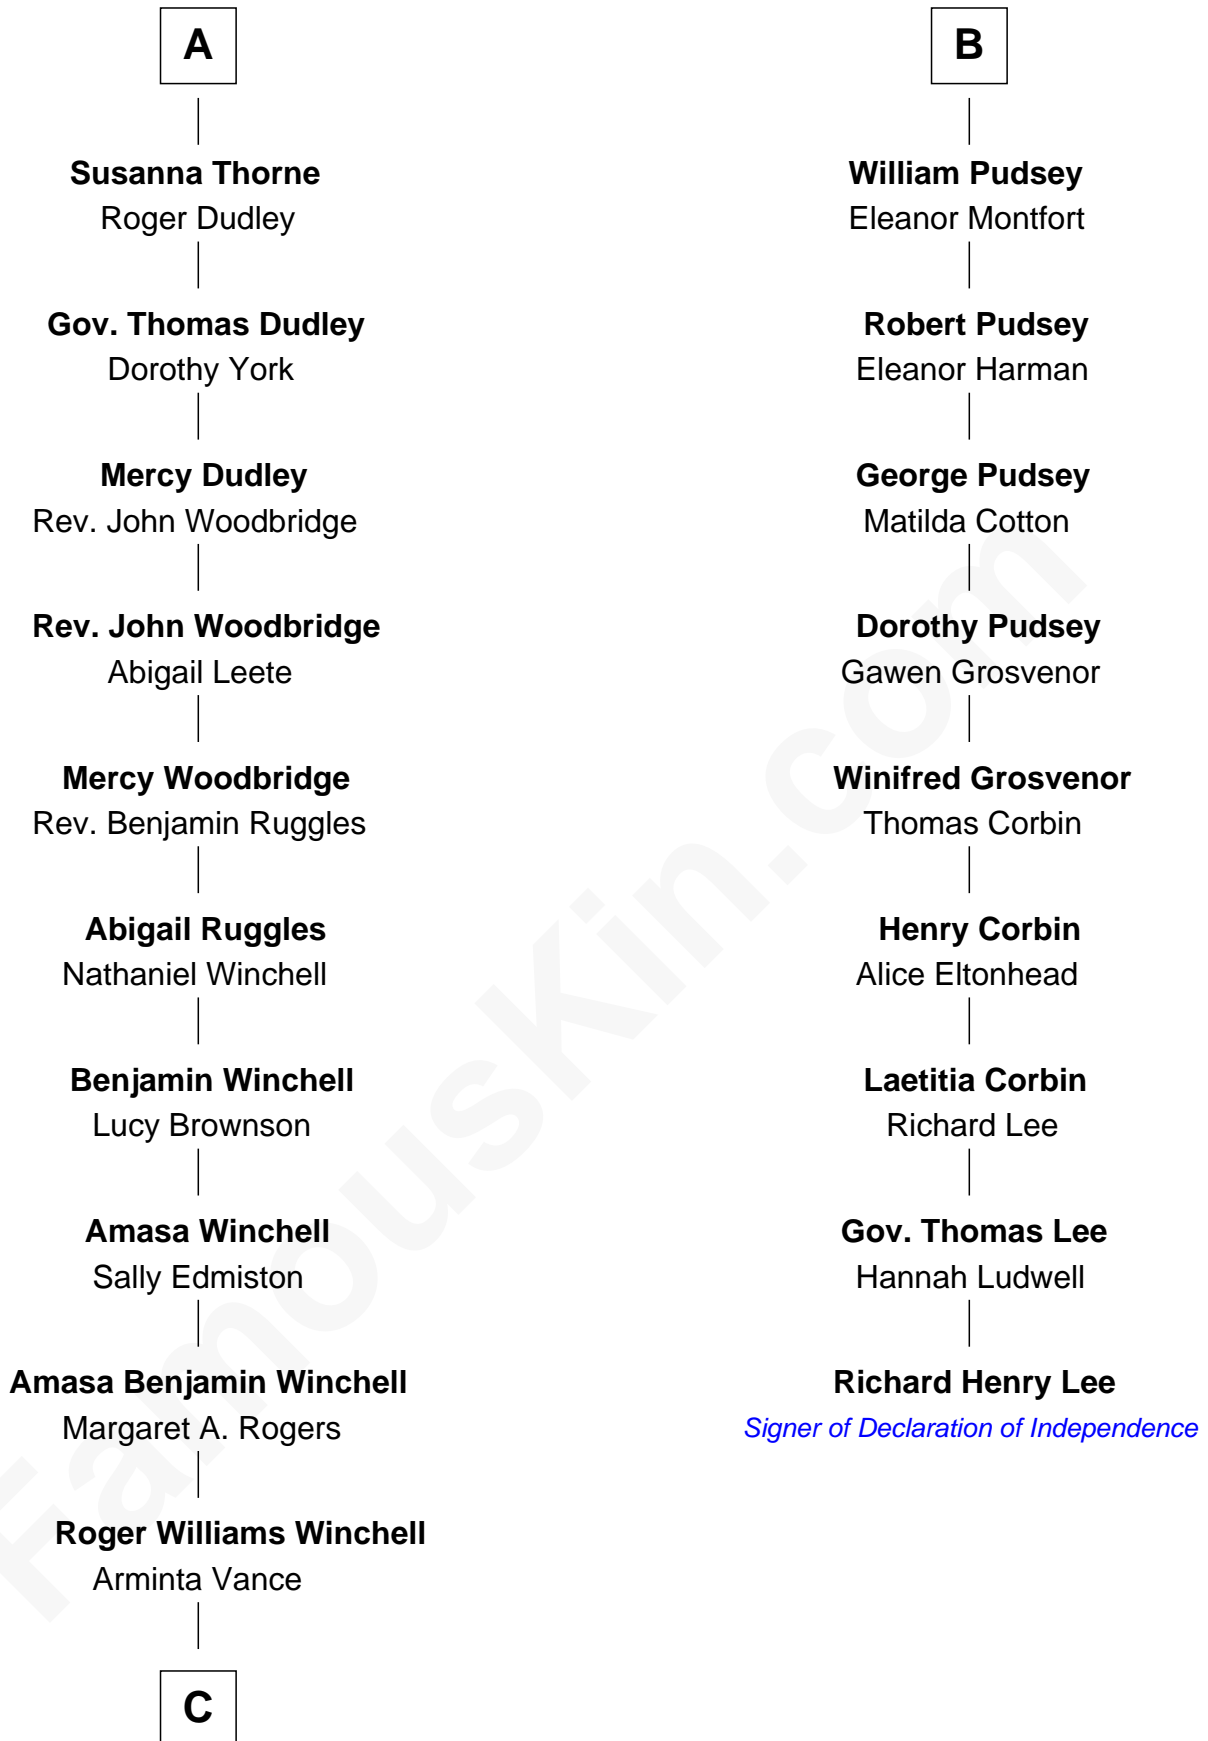 A
Susanna Thorne
Roger Dudley
Gov. Thomas Dudley
Dorothy York
Mercy Dudley
Rev. John Woodbridge
Rev. John Woodbridge
Abigail Leete
Mercy Woodbridge
Rev. Benjamin Ruggles
Abigail Ruggles
Nathaniel Winchell
Benjamin Winchell
Lucy Brownson
Amasa Winchell
Sally Edmiston
Amasa Benjamin Winchell
Margaret A. Rogers
Roger Williams Winchell
Arminta Vance
C
B
William Pudsey
Eleanor Montfort
Robert Pudsey
Eleanor Harman
George Pudsey
Matilda Cotton
Dorothy Pudsey
Gawen Grosvenor
Winifred Grosvenor
Thomas Corbin
Henry Corbin
Alice Eltonhead
Laetitia Corbin
Richard Lee
Gov. Thomas Lee
Hannah Ludwell
Richard Henry Lee
Signer of Declaration of Independence
FamousKin.com